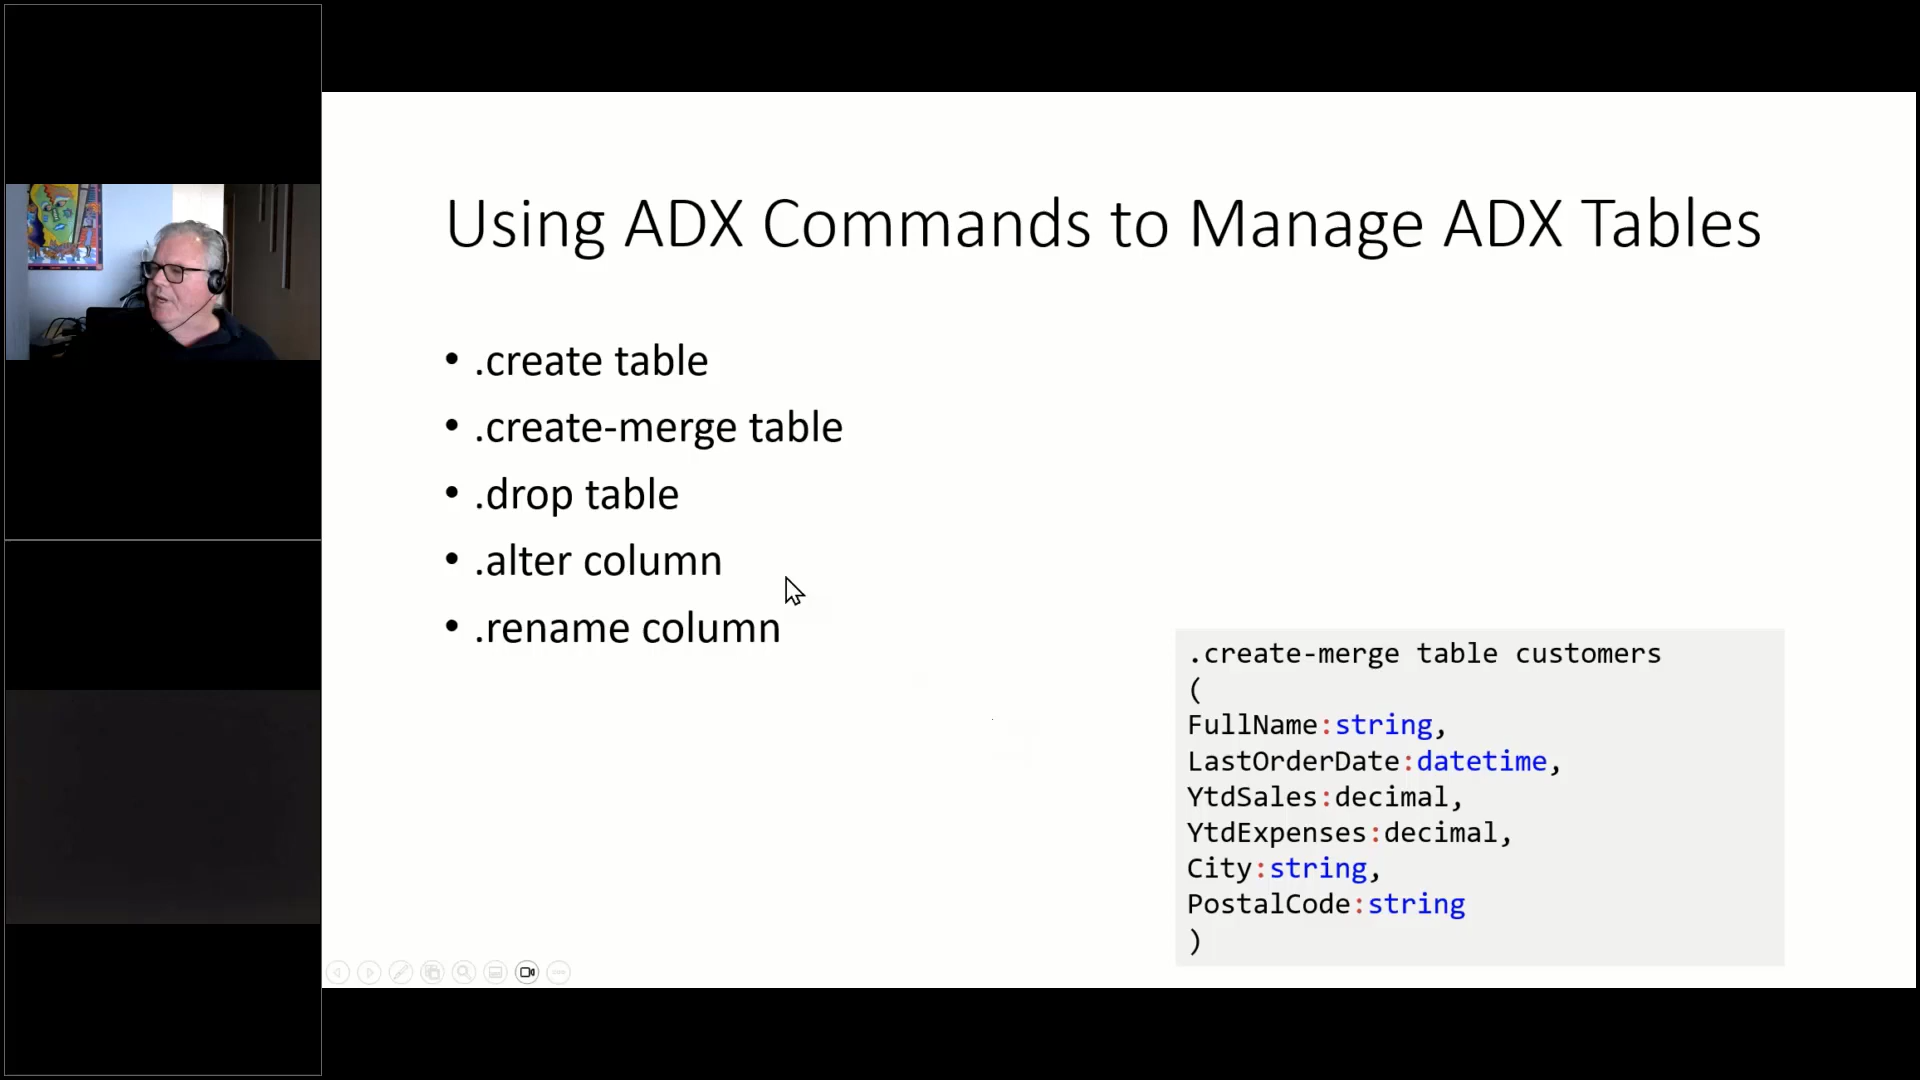 Using ADX Commands to Manage ADX Tables
• .create table
• .create-merge table
• .drop table
• .alter column
• .rename column
.create-merge table customers
(
FullName:string,
LastOrderDate:datetime,
YtdSales:decimal,
YtdExpenses:decimal,
City:string,
PostalCode:string
)